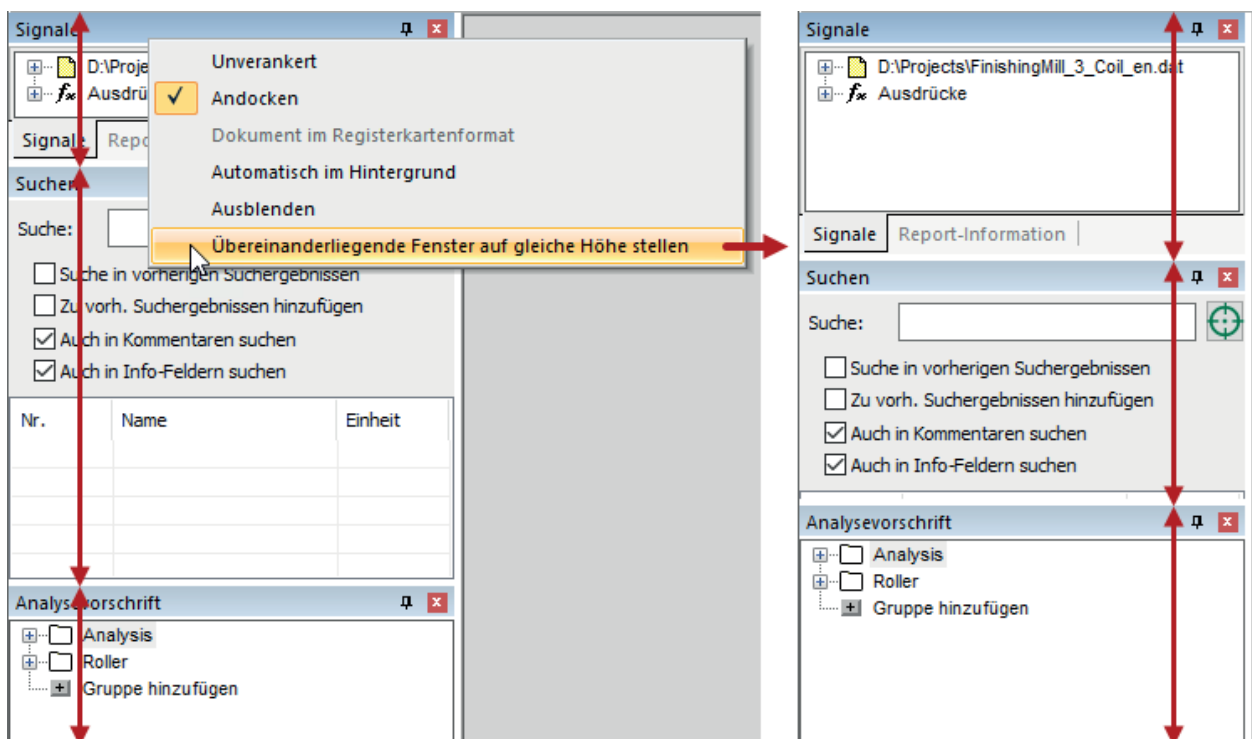 Signale
D:\Proje
Ausdrü
Signale Repo
Unverankert
Andocken
Dokument im Registerkartenformat
Automatisch im Hintergrund
Ausblenden
Übereinanderliegende Fenster auf gleiche Höhe stellen
Suchen
Suche:
Suche in vorherigen Suchergebnissen
Zu vorh. Suchergebnissen hinzufügen
Auch in Kommentaren suchen
Auch in Info-Feldern suchen
Nr. Name Einheit
Analysevorschrift
Analysis
Roller
Gruppe hinzufügen
Signale
D:\Projects\FinishingMill_3_Coil_en.dat
Ausdrücke
Signale Report-Information
Suchen
Suche:
Suche in vorherigen Suchergebnissen
Zu vorh. Suchergebnissen hinzufügen
Auch in Kommentaren suchen
Auch in Info-Feldern suchen
Analysevorschrift
Analysis
Roller
Gruppe hinzufügen